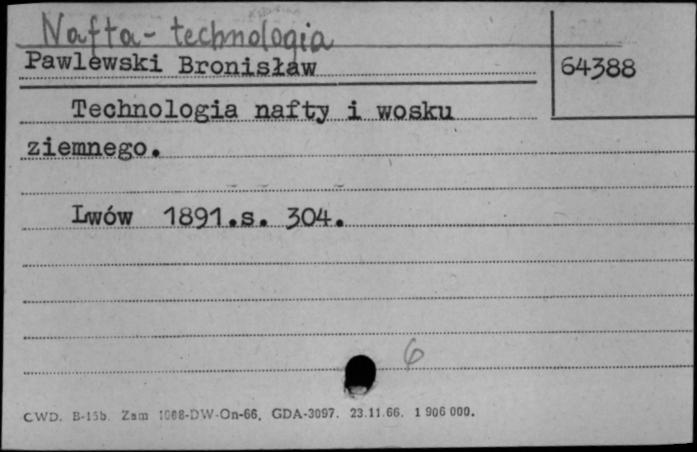 Nafta - technologia
Pawlewski Bronisław
64388
Technologia nafty i wosku
ziemnego.
Lwów 1891.s. 304.
6
CWD. B-15b. Zam 1068-DW-On-66. GDA-3097. 23.11.66. 1 906 000.